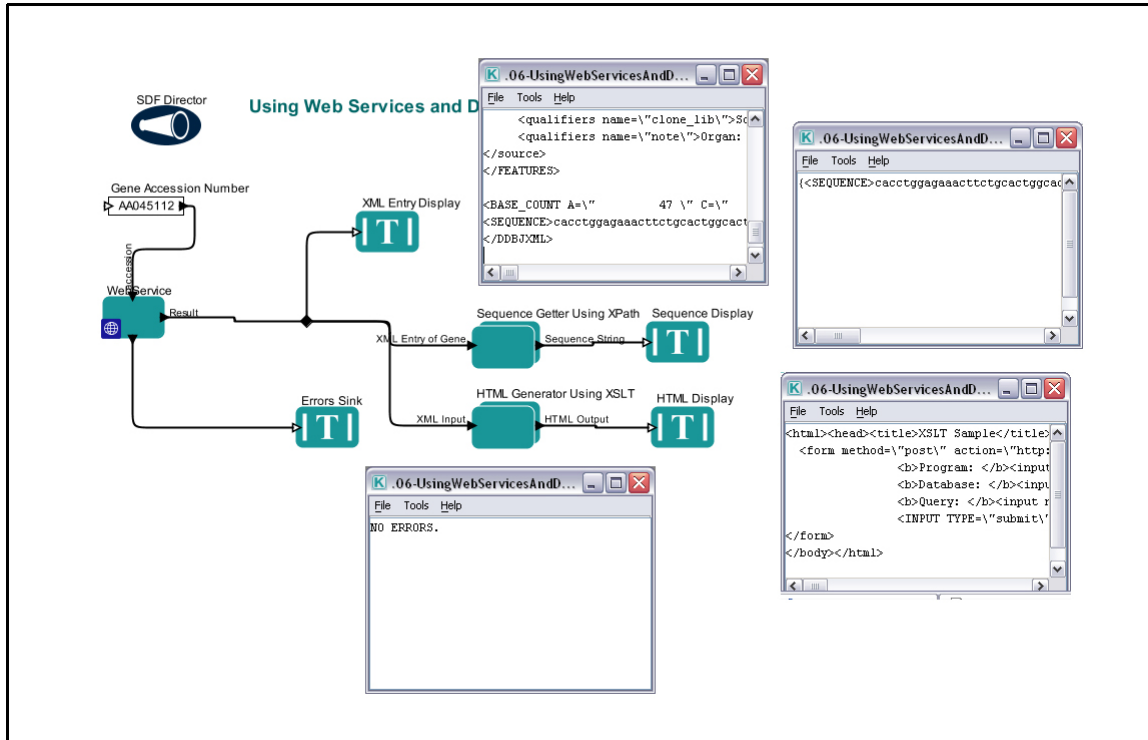 SDF Director
Using Web Services and D
Gene Accession Number
AA045112
accession
WebService
Result
XML Entry Display
T
XML Entry of Gene
Sequence Getter Using XPath
Sequence String
Sequence Display
T
XML Input
HTML Generator Using XSLT
HTML Output
HTML Display
T
Errors Sink
T
K .06-UsingWebServicesAndD...
File Tools Help
<qualifiers name=\"clone_lib\">So
<qualifiers name=\"note\">Organ:
</source>
</FEATURES>
<BASE_COUNT A=\" 47 \" C=\"
<SEQUENCE>cacctggagaaacttctgcactggcact
</DDBJXML>
K .06-UsingWebServicesAndD...
File Tools Help
{<SEQUENCE>cacctggagaaacttctgcactggcac
K .06-UsingWebServicesAndD...
File Tools Help
<html><head><title>XSLT Sample</title>
<form method=\"post\" action=\"http:
<b>Program: </b><input
<b>Database: </b><inpu
<b>Query: </b><input n
<INPUT TYPE=\"submit\"
</form>
</body></html>
K .06-UsingWebServicesAndD...
File Tools Help
NO ERRORS.